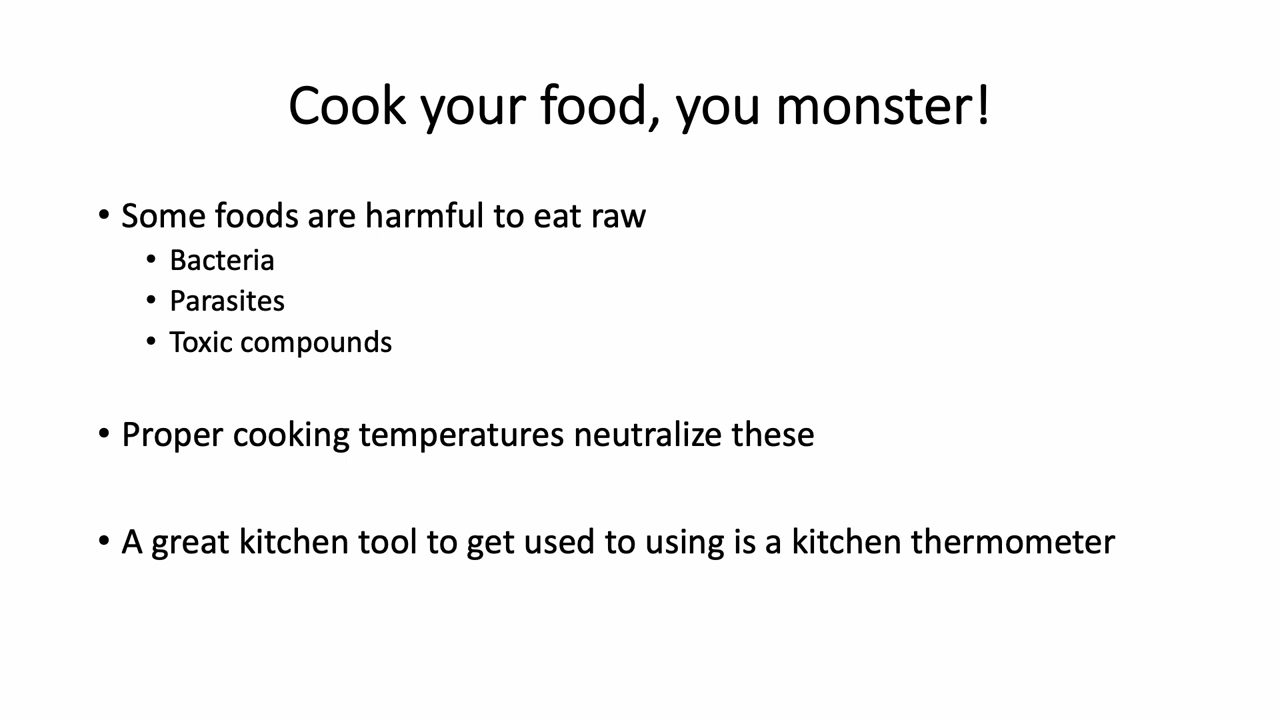 Cook your food, you monster!
• Some foods are harmful to eat raw
• Bacteria
• Parasites
• Toxic compounds
• Proper cooking temperatures neutralize these
• A great kitchen tool to get used to using is a kitchen thermometer